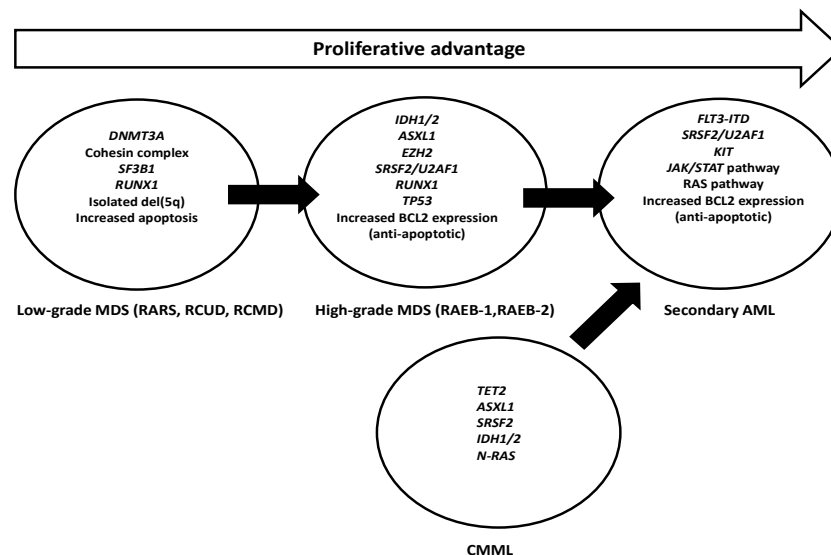 Proliferative advantage
DNMT3A
Cohesin complex
SF3B1
RUNX1
Isolated del(5q)
Increased apoptosis
Low-grade MDS (RARS, RCUD, RCMD)
IDH1/2
ASXL1
EZH2
SRSF2/U2AF1
RUNX1
TP53
Increased BCL2 expression
(anti-apoptotic)
High-grade MDS (RAEB-1,RAEB-2)
FLT3-ITD
SRSF2/U2AF1
KIT
JAK/STAT pathway
RAS pathway
Increased BCL2 expression
(anti-apoptotic)
Secondary AML
TET2
ASXL1
SRSF2
IDH1/2
N-RAS
CMML